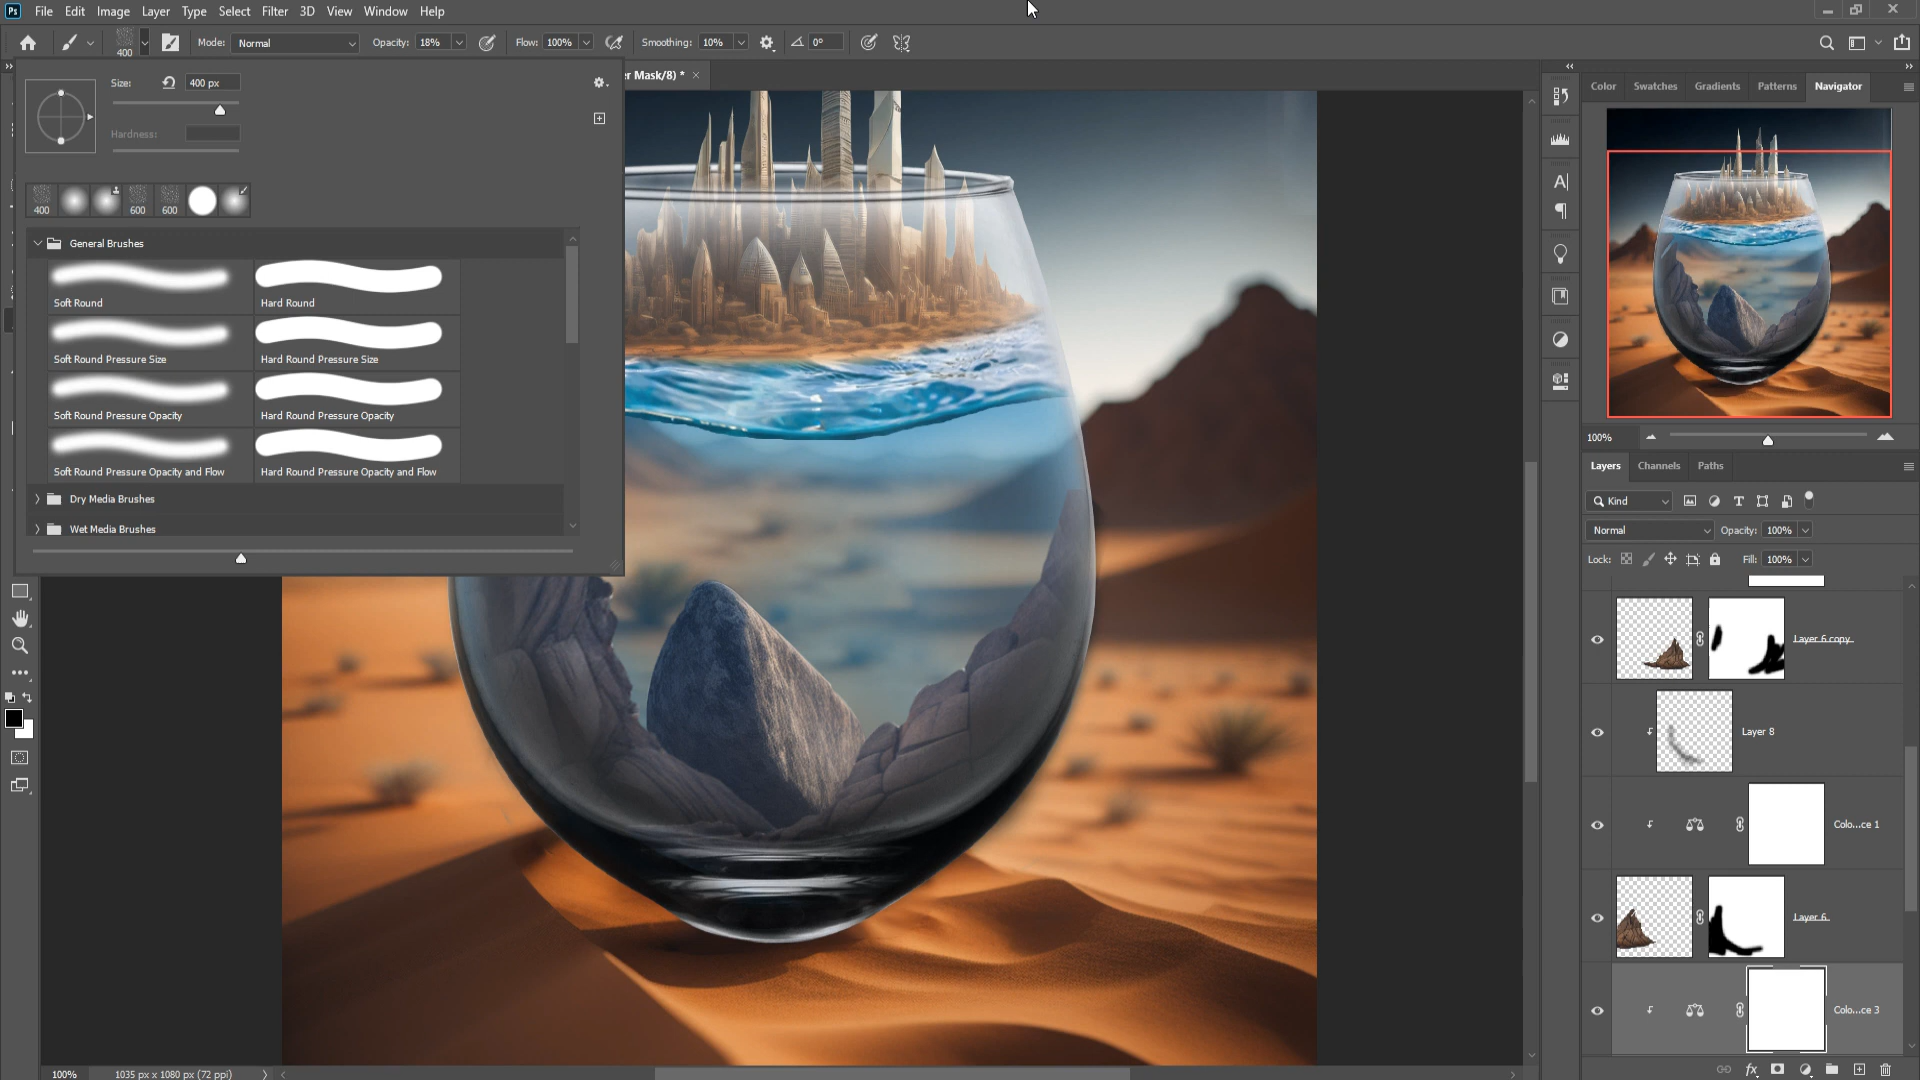 Ps File Edit Image Layer Type Select Filter 3D View Window Help
400 Mode: Normal Opacity: 18% Flow: 100% Smoothing: 10% 0°
er Mask/8) * ×
Size: 400 px
Hardness:
400 600 600
General Brushes
Soft Round Hard Round
Soft Round Pressure Size Hard Round Pressure Size
Soft Round Pressure Opacity Hard Round Pressure Opacity
Soft Round Pressure Opacity and Flow Hard Round Pressure Opacity and Flow
Dry Media Brushes
Wet Media Brushes
Color Swatches Gradients Patterns Navigator
100%
Layers Channels Paths
Kind
Normal Opacity: 100%
Lock: Fill: 100%
Layer 6 copy
Layer 8
Colo...ce 1
Layer 6
Colo...ce 3
fx
100% 1035 px x 1080 px (72 ppi)